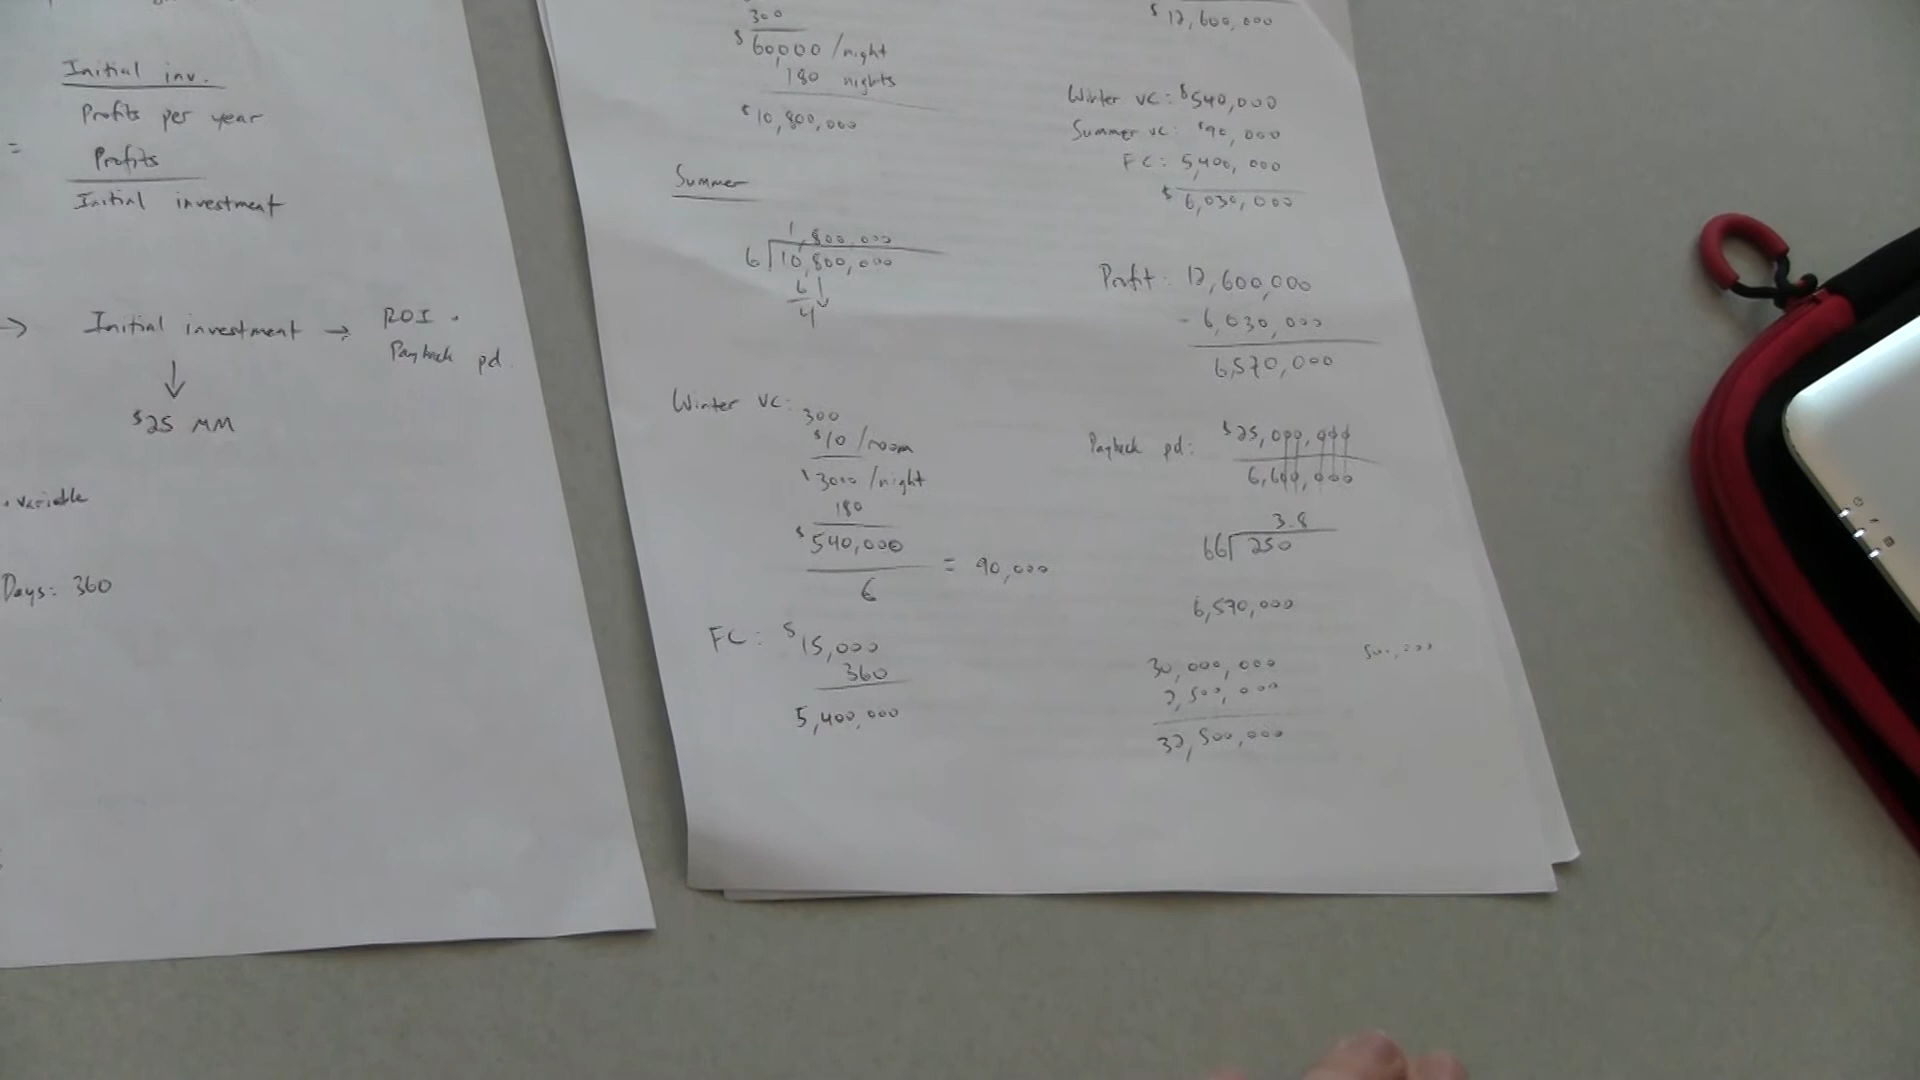 Initial inv.
Profits per year
=
Profits
Initial investment
→ Initial investment → ROI
Payback pd.
↓
$25 MM
variable
Days: 360
300
$60,000 /night
180 nights
$10,800,000
Summer
1,800,000
6 10,800,000
6
4
Winter VC:
300
$10 /room
$3000 /night
180
$540,000
6
= 90,000
FC: $15,000
360
5,400,000
$12,600,000
Winter VC: $540,000
Summer VC: $90,000
FC: 5,400,000
$6,030,000
Profit: 12,600,000
- 6,030,000
6,570,000
Payback pd: $25,000,000
6,600,000
3.8
66 250
6,570,000
30,000,000
2,500,000
32,500,000
500,000